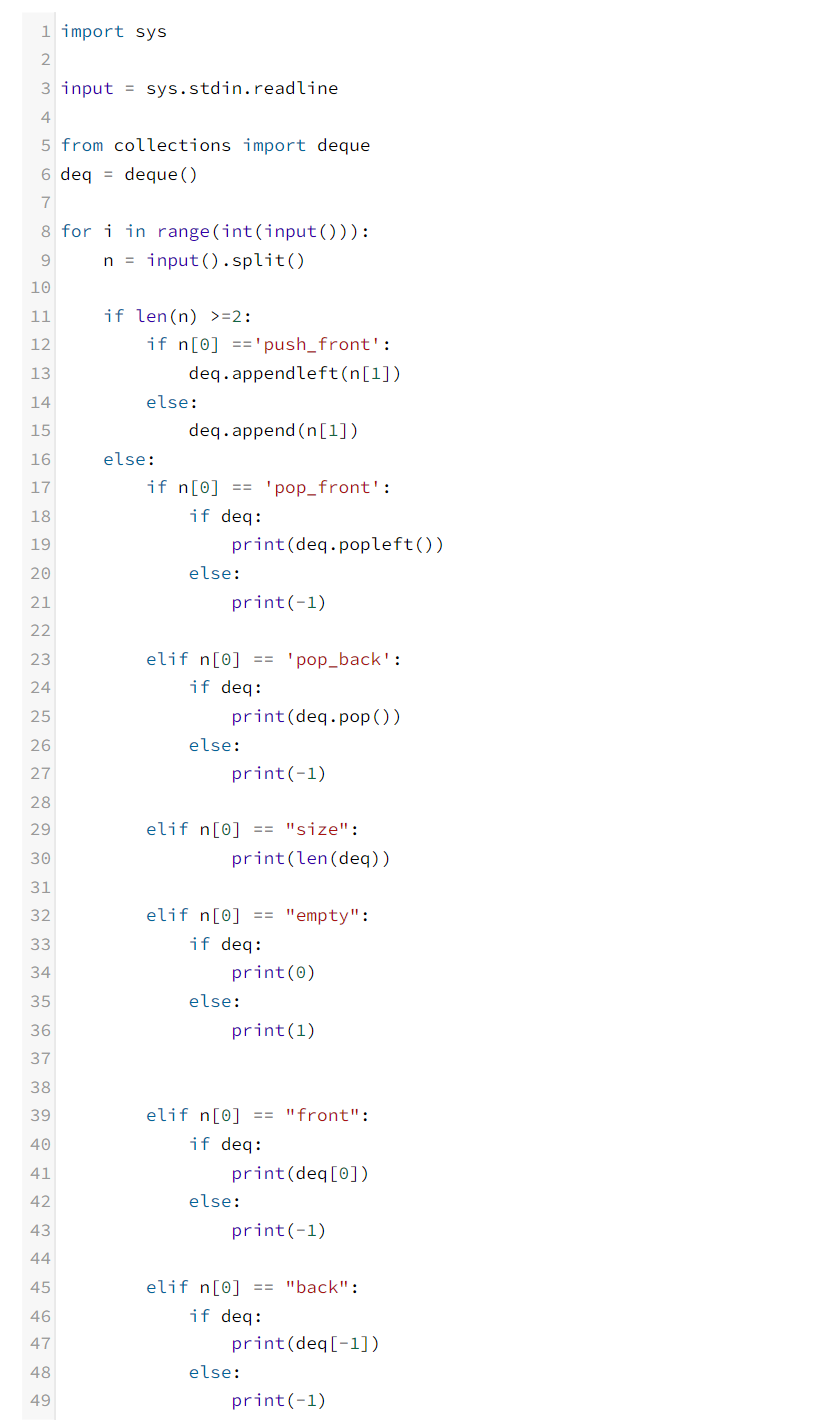 1 import sys
2
3 input = sys.stdin.readline
4
5 from collections import deque
6 deq = deque()
7
8 for i in range(int(input())):
9     n = input().split()
10
11     if len(n) >=2:
12         if n[0] =='push_front':
13             deq.appendleft(n[1])
14         else:
15             deq.append(n[1])
16     else:
17         if n[0] == 'pop_front':
18             if deq:
19                 print(deq.popleft())
20             else:
21                 print(-1)
22
23         elif n[0] == 'pop_back':
24             if deq:
25                 print(deq.pop())
26             else:
27                 print(-1)
28
29         elif n[0] == "size":
30                 print(len(deq))
31
32         elif n[0] == "empty":
33             if deq:
34                 print(0)
35             else:
36                 print(1)
37
38
39         elif n[0] == "front":
40             if deq:
41                 print(deq[0])
42             else:
43                 print(-1)
44
45         elif n[0] == "back":
46             if deq:
47                 print(deq[-1])
48             else:
49                 print(-1)